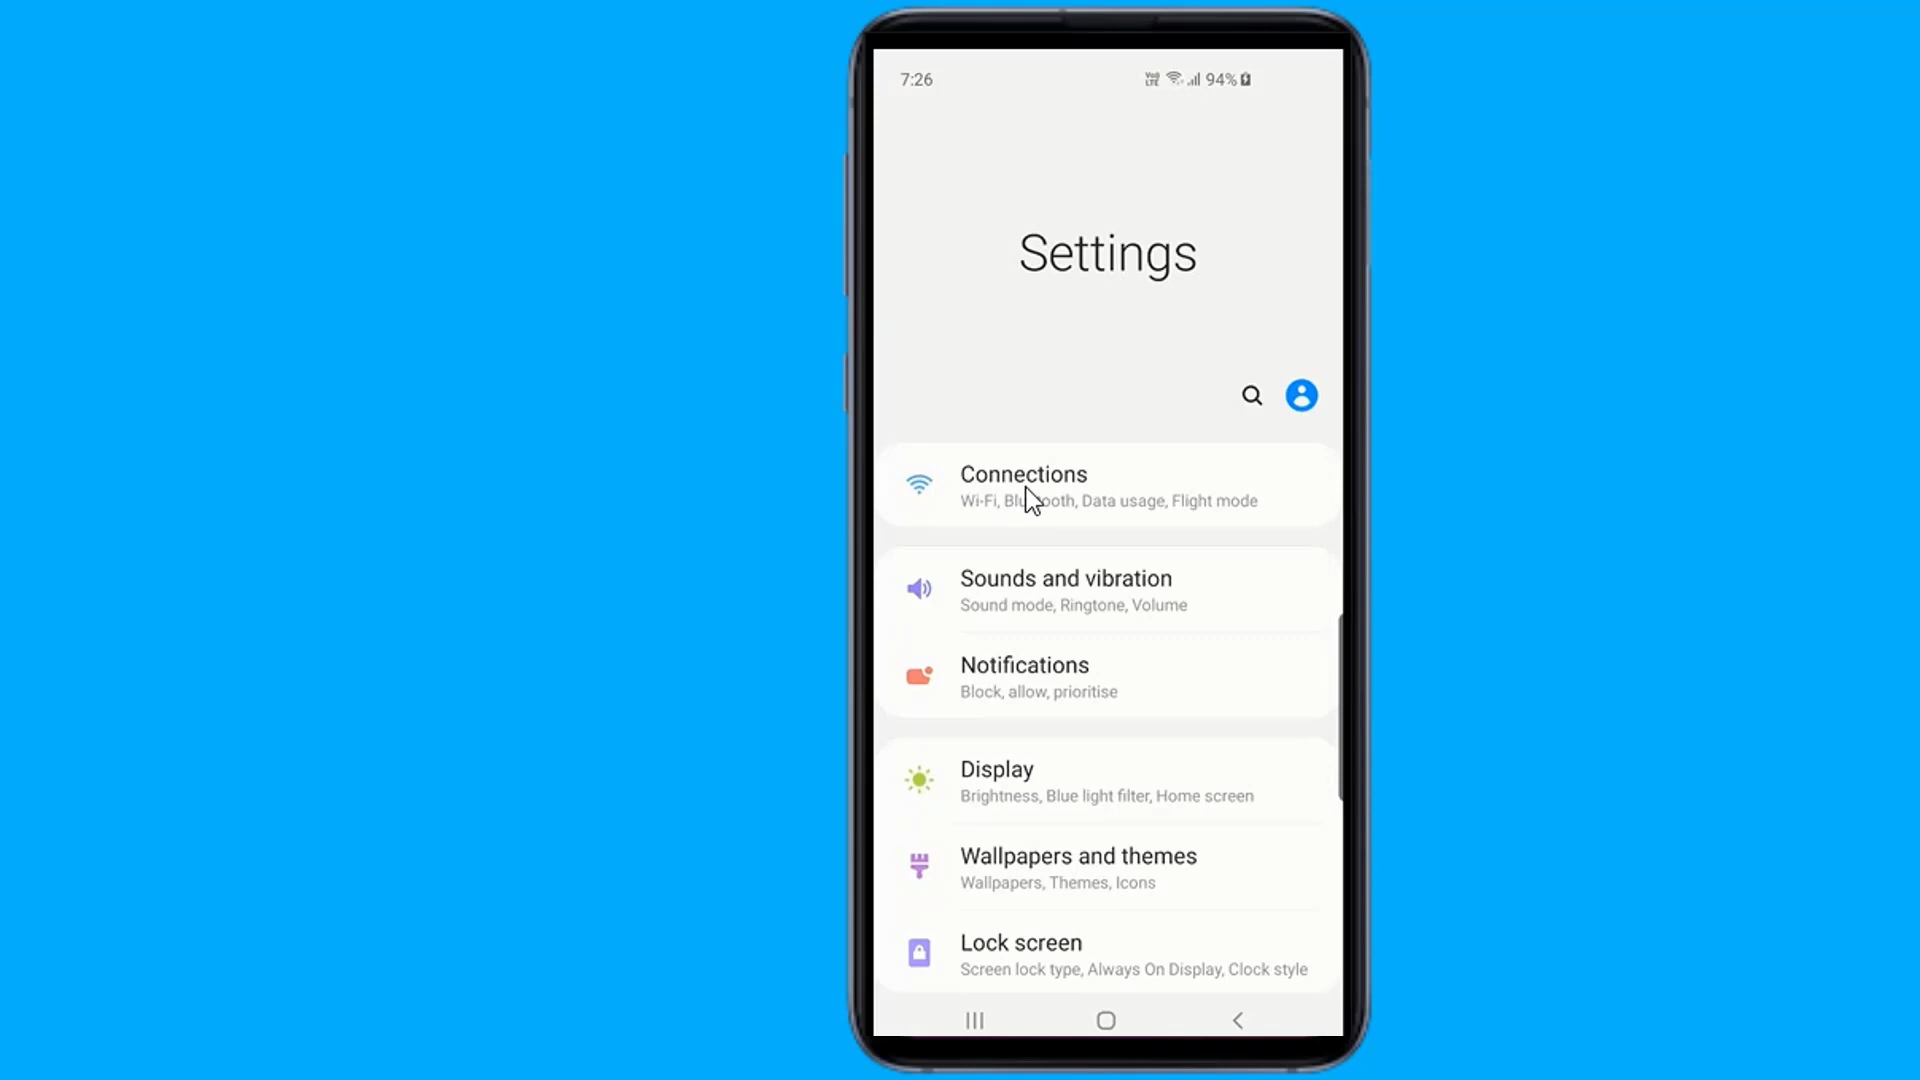 7:26
Vo)) LTE 94%
Settings
Connections
Wi-Fi, Bluetooth, Data usage, Flight mode
Sounds and vibration
Sound mode, Ringtone, Volume
Notifications
Block, allow, prioritise
Display
Brightness, Blue light filter, Home screen
Wallpapers and themes
Wallpapers, Themes, Icons
Lock screen
Screen lock type, Always On Display, Clock style